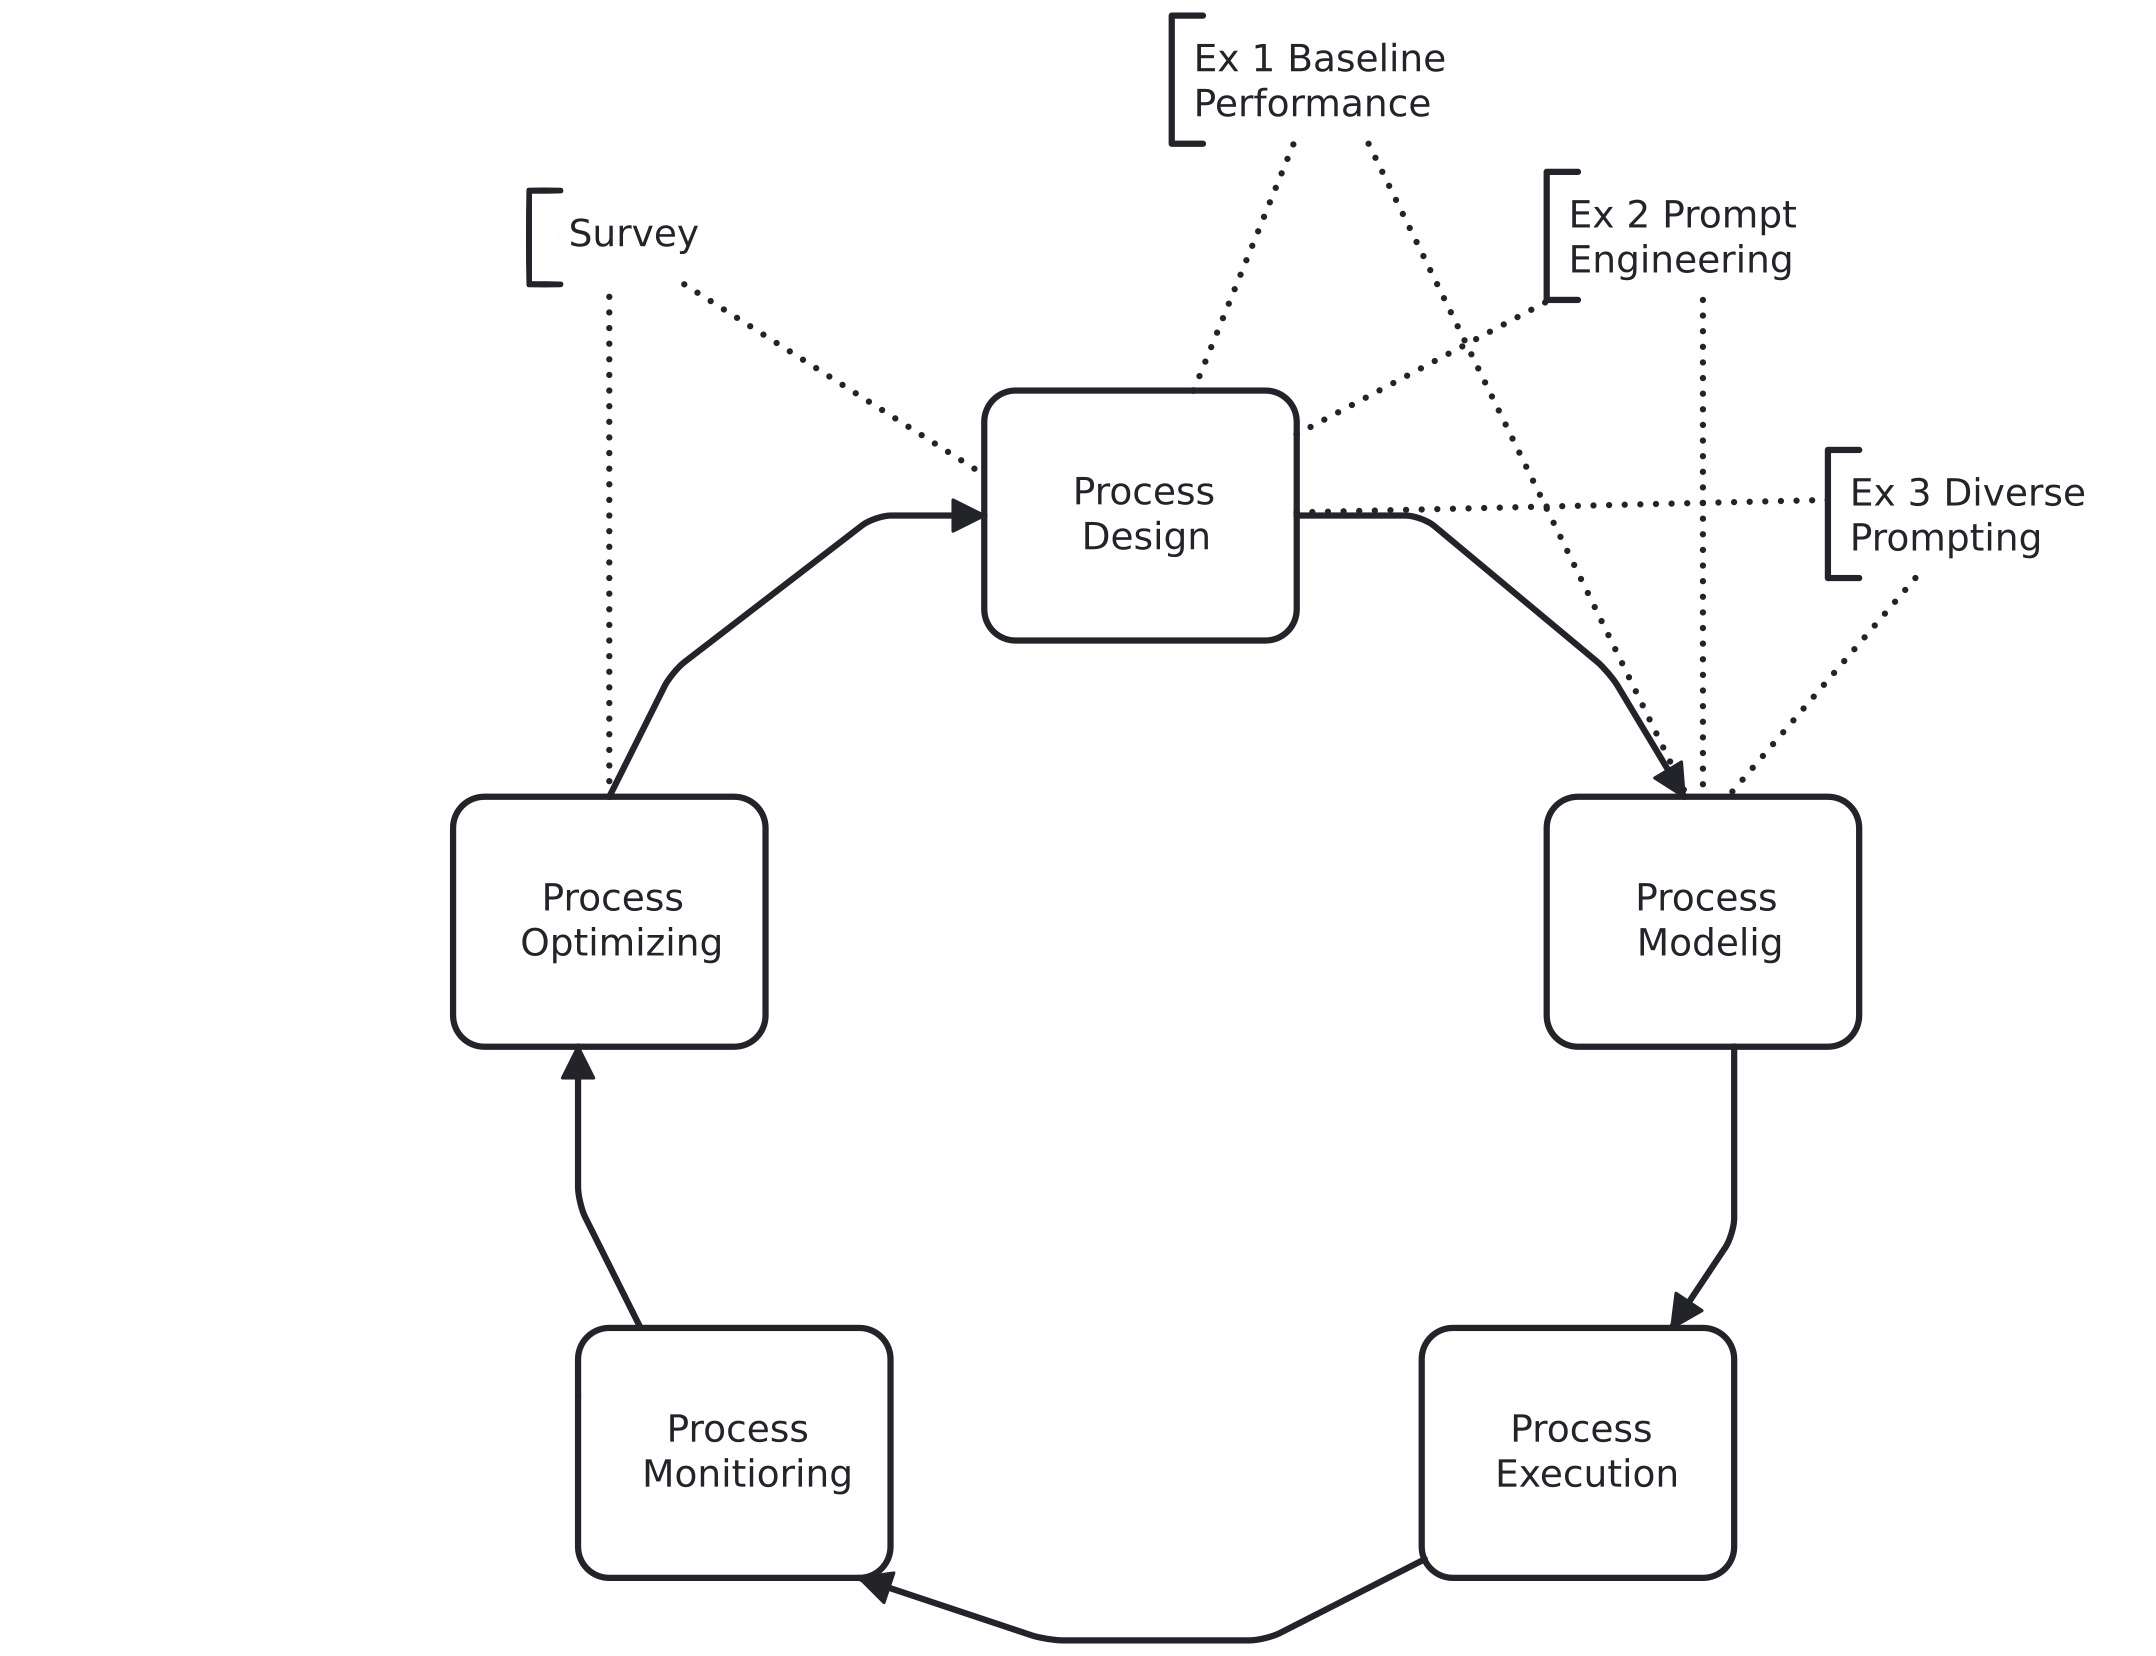 Ex 1 Baseline
Performance
Ex 2 Prompt
Engineering
Survey
Ex 3 Diverse
Prompting
Process
Design
Process
Optimizing
Process
Modelig
Process
Monitioring
Process
Execution